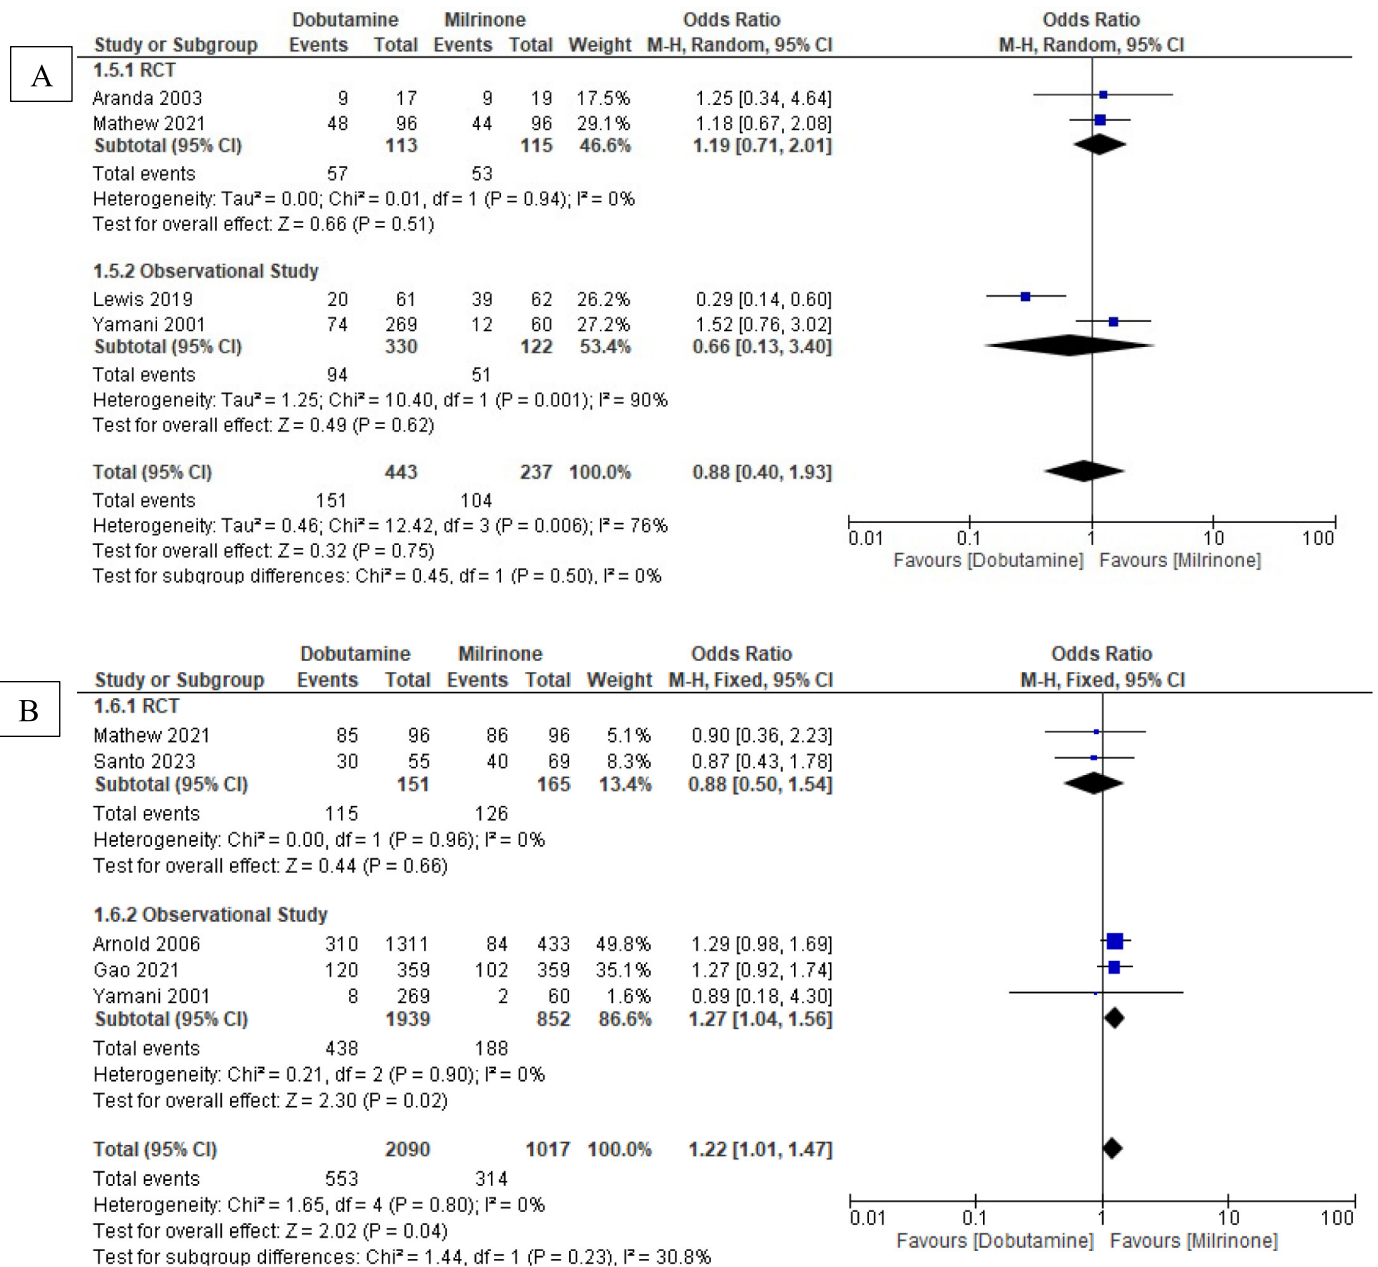 A
Dobutamine Milrinone Odds Ratio Odds Ratio
Study or Subgroup Events Total Events Total Weight M-H, Random, 95% CI M-H, Random, 95% CI
1.5.1 RCT
Aranda 2003 9 17 9 19 17.5% 1.25 [0.34, 4.64]
Mathew 2021 48 96 44 96 29.1% 1.18 [0.67, 2.08]
Subtotal (95% CI) 113 115 46.6% 1.19 [0.71, 2.01]
Total events 57 53
Heterogeneity: Tau² = 0.00; Chi² = 0.01, df = 1 (P = 0.94); I² = 0%
Test for overall effect: Z = 0.66 (P = 0.51)
1.5.2 Observational Study
Lewis 2019 20 61 39 62 26.2% 0.29 [0.14, 0.60]
Yamani 2001 74 269 12 60 27.2% 1.52 [0.76, 3.02]
Subtotal (95% CI) 330 122 53.4% 0.66 [0.13, 3.40]
Total events 94 51
Heterogeneity: Tau² = 1.25; Chi² = 10.40, df = 1 (P = 0.001); I² = 90%
Test for overall effect: Z = 0.49 (P = 0.62)
Total (95% CI) 443 237 100.0% 0.88 [0.40, 1.93]
Total events 151 104
Heterogeneity: Tau² = 0.46; Chi² = 12.42, df = 3 (P = 0.006); I² = 76%
Test for overall effect: Z = 0.32 (P = 0.75)
Test for subgroup differences: Chi² = 0.45, df = 1 (P = 0.50), I² = 0%
0.01 0.1 1 10 100
Favours [Dobutamine] Favours [Milrinone]
B
Dobutamine Milrinone Odds Ratio Odds Ratio
Study or Subgroup Events Total Events Total Weight M-H, Fixed, 95% CI M-H, Fixed, 95% CI
1.6.1 RCT
Mathew 2021 85 96 86 96 5.1% 0.90 [0.36, 2.23]
Santo 2023 30 55 40 69 8.3% 0.87 [0.43, 1.78]
Subtotal (95% CI) 151 165 13.4% 0.88 [0.50, 1.54]
Total events 115 126
Heterogeneity: Chi² = 0.00, df = 1 (P = 0.96); I² = 0%
Test for overall effect: Z = 0.44 (P = 0.66)
1.6.2 Observational Study
Arnold 2006 310 1311 84 433 49.8% 1.29 [0.98, 1.69]
Gao 2021 120 359 102 359 35.1% 1.27 [0.92, 1.74]
Yamani 2001 8 269 2 60 1.6% 0.89 [0.18, 4.30]
Subtotal (95% CI) 1939 852 86.6% 1.27 [1.04, 1.56]
Total events 438 188
Heterogeneity: Chi² = 0.21, df = 2 (P = 0.90); I² = 0%
Test for overall effect: Z = 2.30 (P = 0.02)
Total (95% CI) 2090 1017 100.0% 1.22 [1.01, 1.47]
Total events 553 314
Heterogeneity: Chi² = 1.65, df = 4 (P = 0.80); I² = 0%
Test for overall effect: Z = 2.02 (P = 0.04)
Test for subgroup differences: Chi² = 1.44, df = 1 (P = 0.23), I² = 30.8%
0.01 0.1 1 10 100
Favours [Dobutamine] Favours [Milrinone]